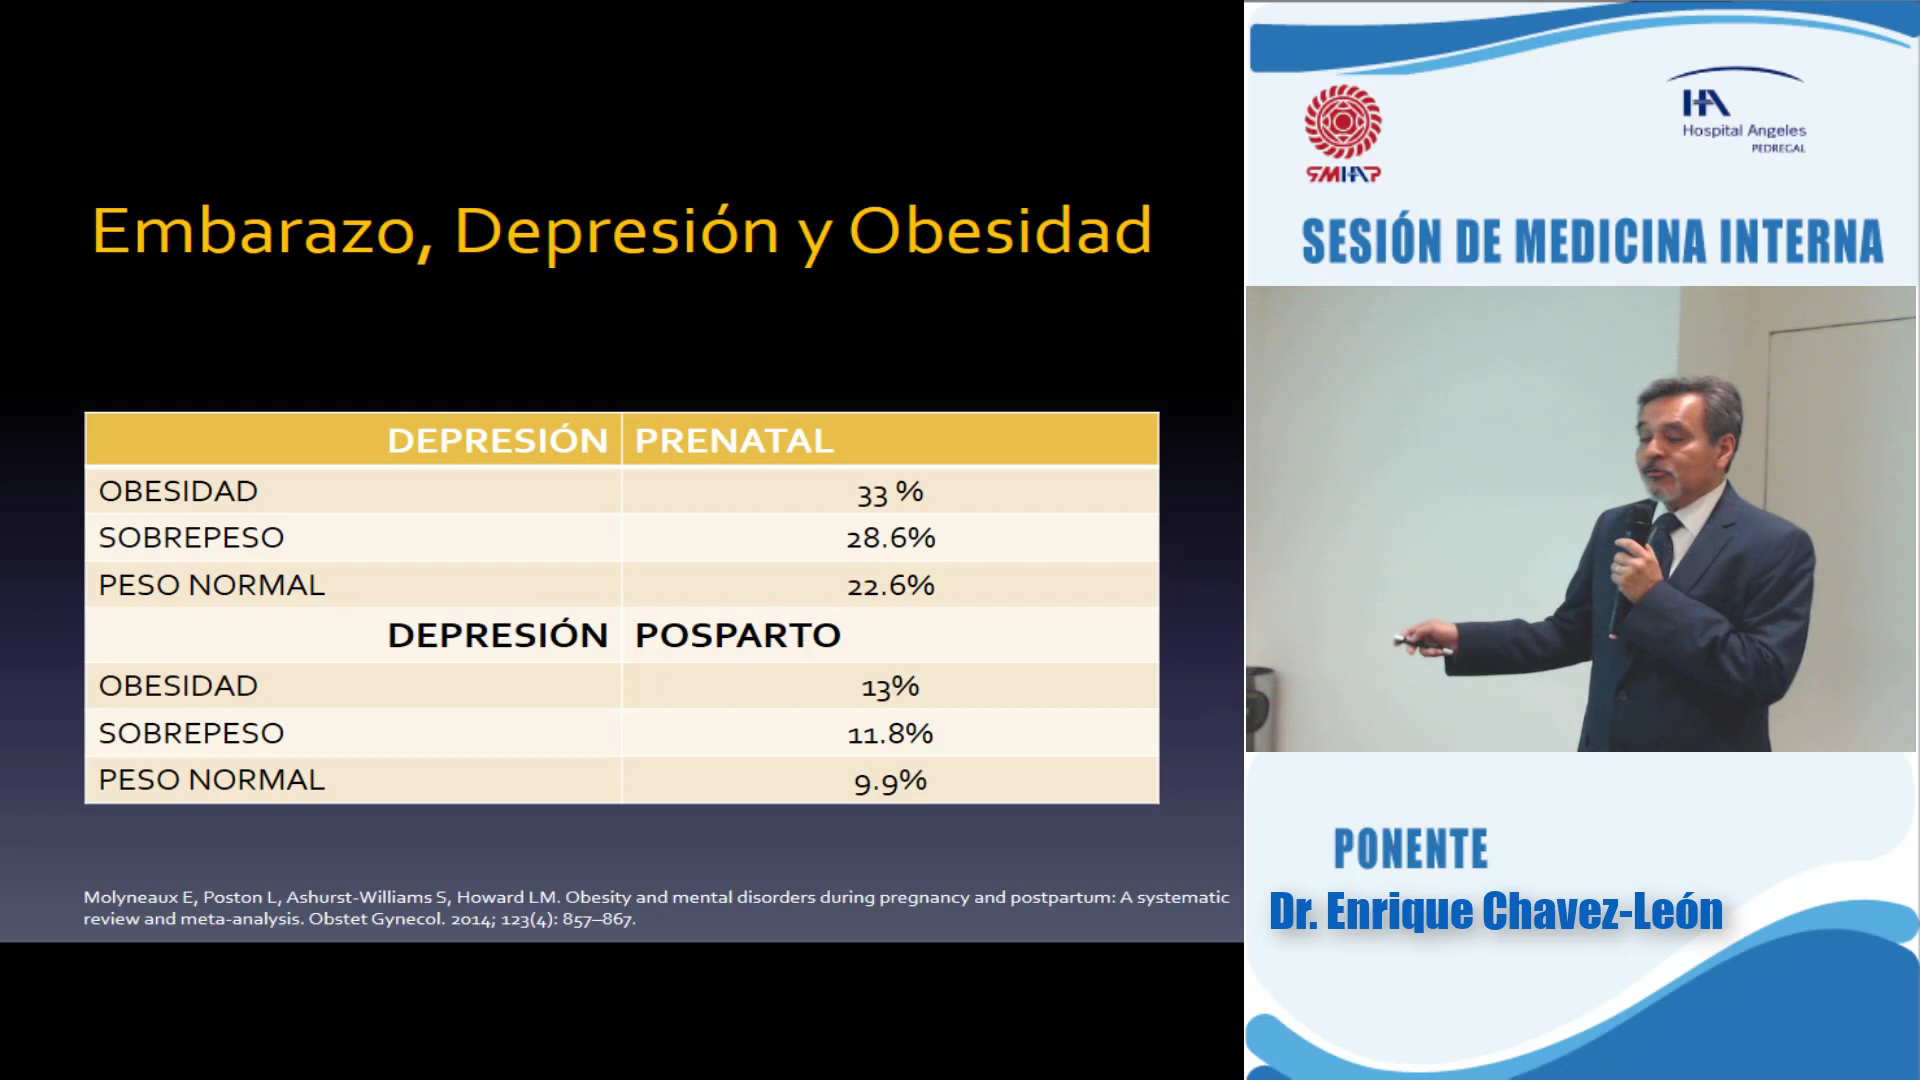 Embarazo, Depresión y Obesidad
DEPRESIÓN PRENATAL
OBESIDAD 33 %
SOBREPESO 28.6%
PESO NORMAL 22.6%
DEPRESIÓN POSPARTO
OBESIDAD 13%
SOBREPESO 11.8%
PESO NORMAL 9.9%
Molyneaux E, Poston L, Ashurst-Williams S, Howard LM. Obesity and mental disorders during pregnancy and postpartum: A systematic
review and meta-analysis. Obstet Gynecol. 2014; 123(4): 857–867.
SMIHAP
HA
Hospital Angeles
PEDREGAL
SESIÓN DE MEDICINA INTERNA
PONENTE
Dr. Enrique Chavez-León